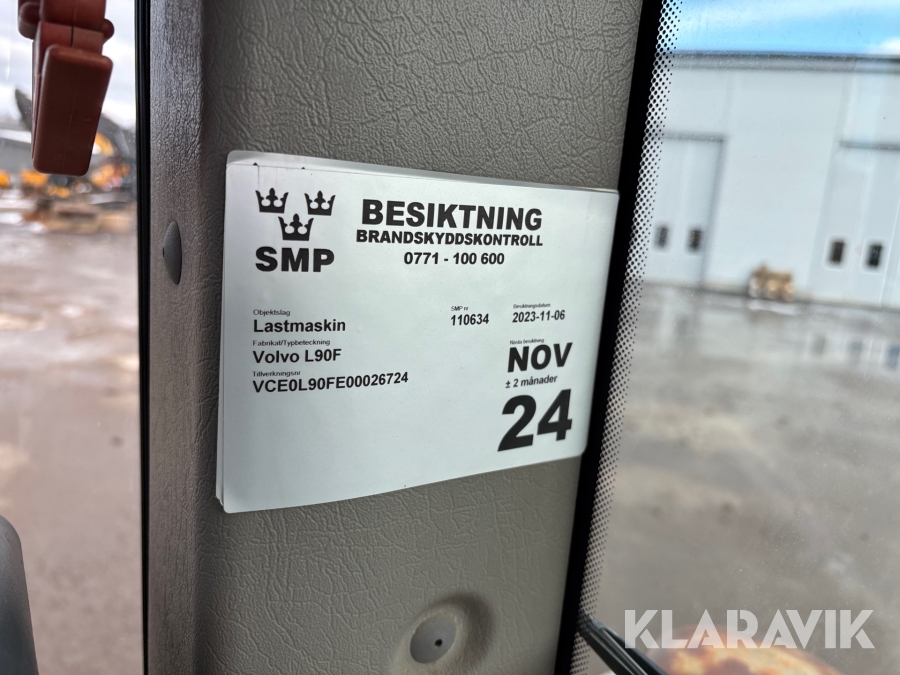 BESIKTNING
BRANDSKYDDSKONTROLL
0771 - 100 600
SMP
Objektslag
Lastmaskin
SMP nr
110634
Besiktningsdatum
2023-11-06
Fabrikat/Typbeteckning
Volvo L90F
Tillverkningsnr
VCE0L90FE00026724
Nästa besiktning
NOV
± 2 månader
24
KLARAVIK